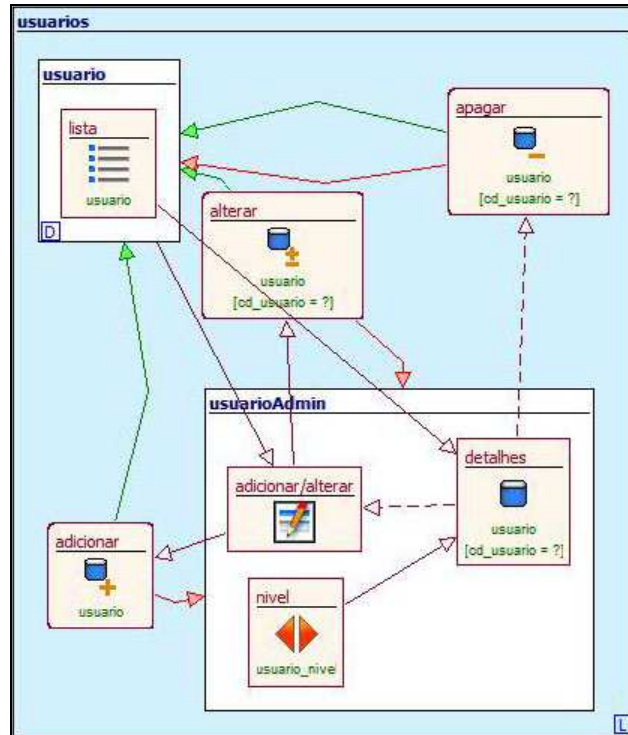 usuarios
usuario
lista
usuario
D
apagar
usuario
[cd_usuario = ?]
alterar
usuario
[cd_usuario = ?]
usuarioAdmin
adicionar/alterar
detalhes
usuario
[cd_usuario = ?]
adicionar
usuario
nivel
usuario_nivel
L